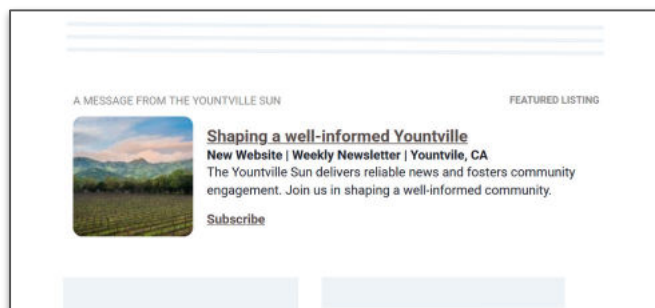 A MESSAGE FROM THE YOUNTVILLE SUN
FEATURED LISTING
Shaping a well-informed Yountville
New Website | Weekly Newsletter | Yountvile, CA
The Yountville Sun delivers reliable news and fosters community
engagement. Join us in shaping a well-informed community.
Subscribe